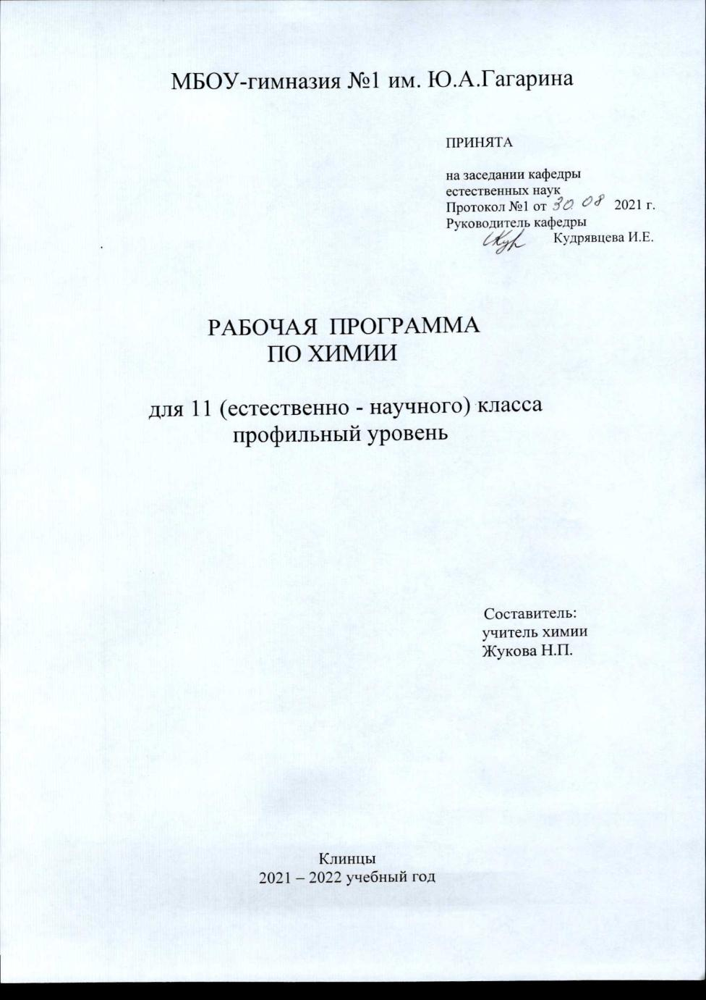 МБОУ-гимназия №1 им. Ю.А.Гагарина
ПРИНЯТА
на заседании кафедры
естественных наук
Протокол №1 от 30. 08 2021 г.
Руководитель кафедры
Кудрявцева И.Е.
РАБОЧАЯ ПРОГРАММА
ПО ХИМИИ
для 11 (естественно - научного) класса
профильный уровень
Составитель:
учитель химии
Жукова Н.П.
Клинцы
2021 – 2022 учебный год